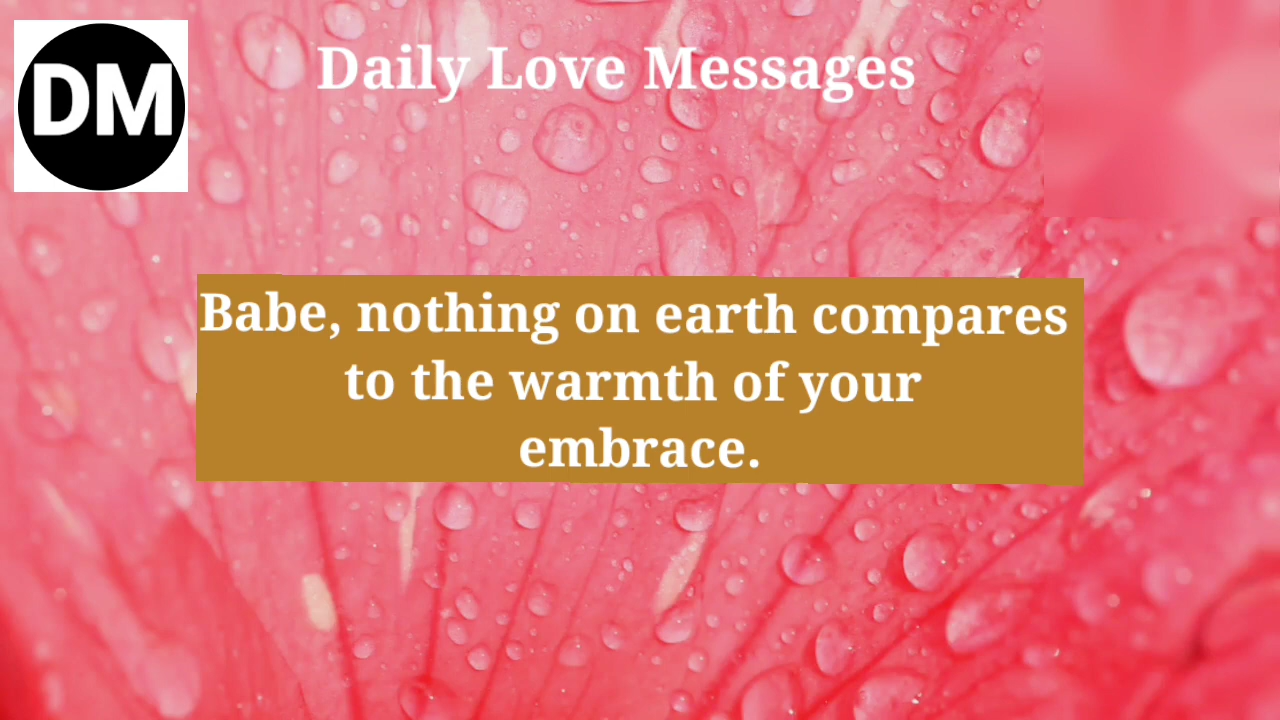 DM
Daily Love Messages
Babe, nothing on earth compares
to the warmth of your
embrace.